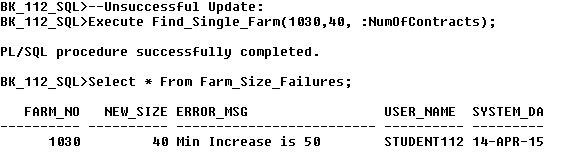 BK_112_SQL>--Unsuccessful Update:
BK_112_SQL>Execute Find_Single_Farm(1030,40, :NumOfContracts);
PL/SQL procedure successfully completed.
BK_112_SQL>Select * From Farm_Size_Failures;
FARM_NO NEW_SIZE ERROR_MSG USER_NAME SYSTEM_DA
---------- ---------- ------------------------- ---------- ---------
1030 40 Min Increase is 50 STUDENT112 14-APR-15